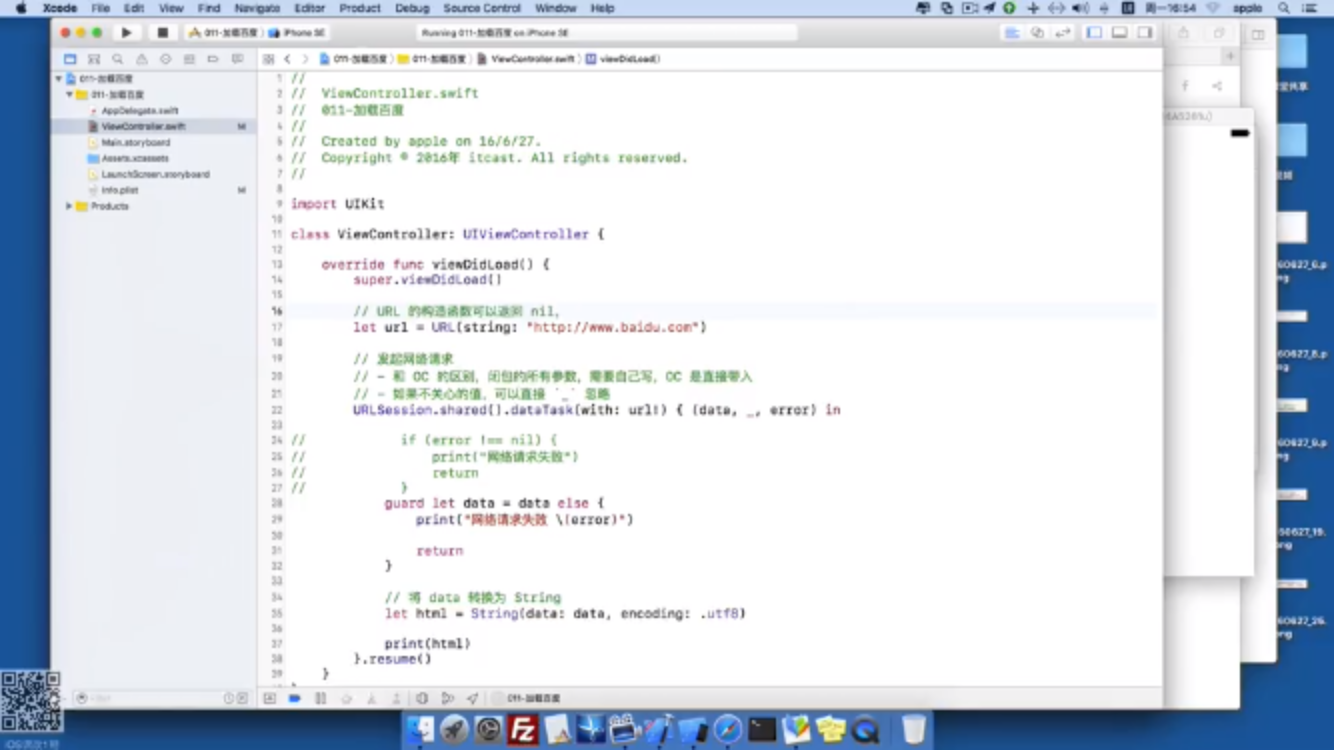 Xcode File Edit View Find Navigate Editor Product Debug Source Control Window Help 周一16:54 apple
011-加载百度 iPhone SE Running 011-加载百度 on iPhone SE
011-加载百度 011-加载百度 ViewController.swift viewDidLoad()
011-加载百度
011-加载百度
AppDelegate.swift
ViewController.swift M
Main.storyboard
Assets.xcassets
LaunchScreen.storyboard
Info.plist M
Products
1 //
2 // ViewController.swift
3 // 011-加载百度
4 //
5 // Created by apple on 16/6/27.
6 // Copyright © 2016年 itcast. All rights reserved.
7 //
8
9 import UIKit
10
11 class ViewController: UIViewController {
12
13 override func viewDidLoad() {
14 super.viewDidLoad()
15
16 // URL 的构造函数可以返回 nil,
17 let url = URL(string: "http://www.baidu.com")
18
19 // 发起网络请求
20 // - 和 OC 的区别，闭包的所有参数，需要自己写，OC 是直接带入
21 // - 如果不关心的值，可以直接 `_` 忽略
22 URLSession.shared().dataTask(with: url!) { (data, _, error) in
23
24 // if (error !== nil) {
25 // print("网络请求失败")
26 // return
27 // }
28 guard let data = data else {
29 print("网络请求失败 \(error)")
30
31 return
32 }
33
34 // 将 data 转换为 String
35 let html = String(data: data, encoding: .utf8)
36
37 print(html)
38 }.resume()
39 }
011-加载百度